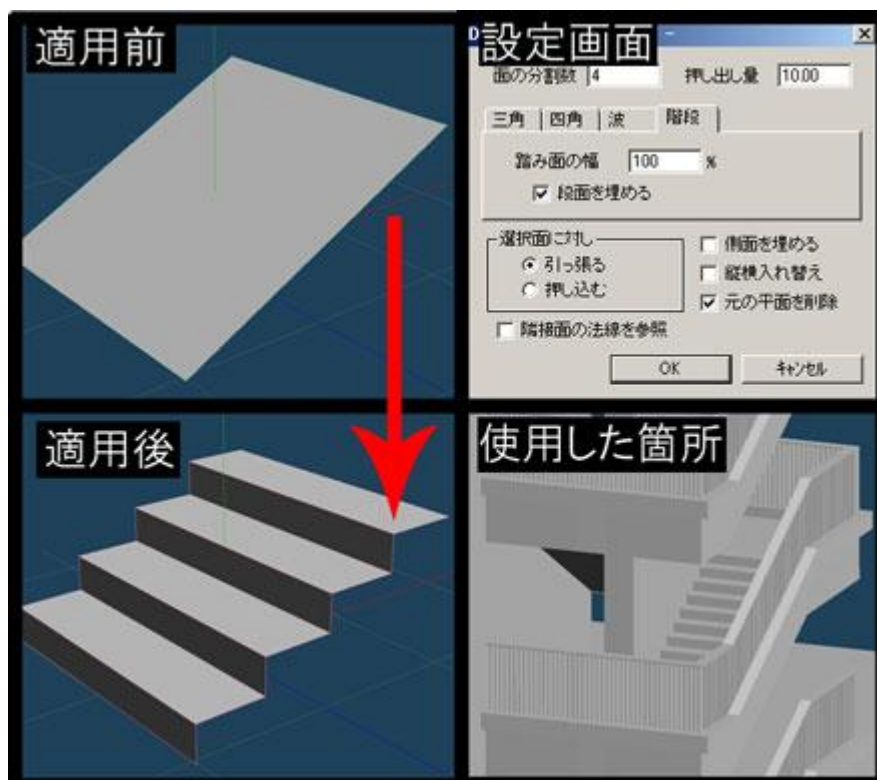 適用前
設定画面
面の分割数 4 押し出し量 10.00
三角 四角 波 階段
踏み面の幅 100 %
段面を埋める
選択面に対し
引っ張る
押し込む
側面を埋める
縦横入れ替え
元の平面を削除
隣接面の法線を参照
OK キャンセル
適用後
使用した箇所